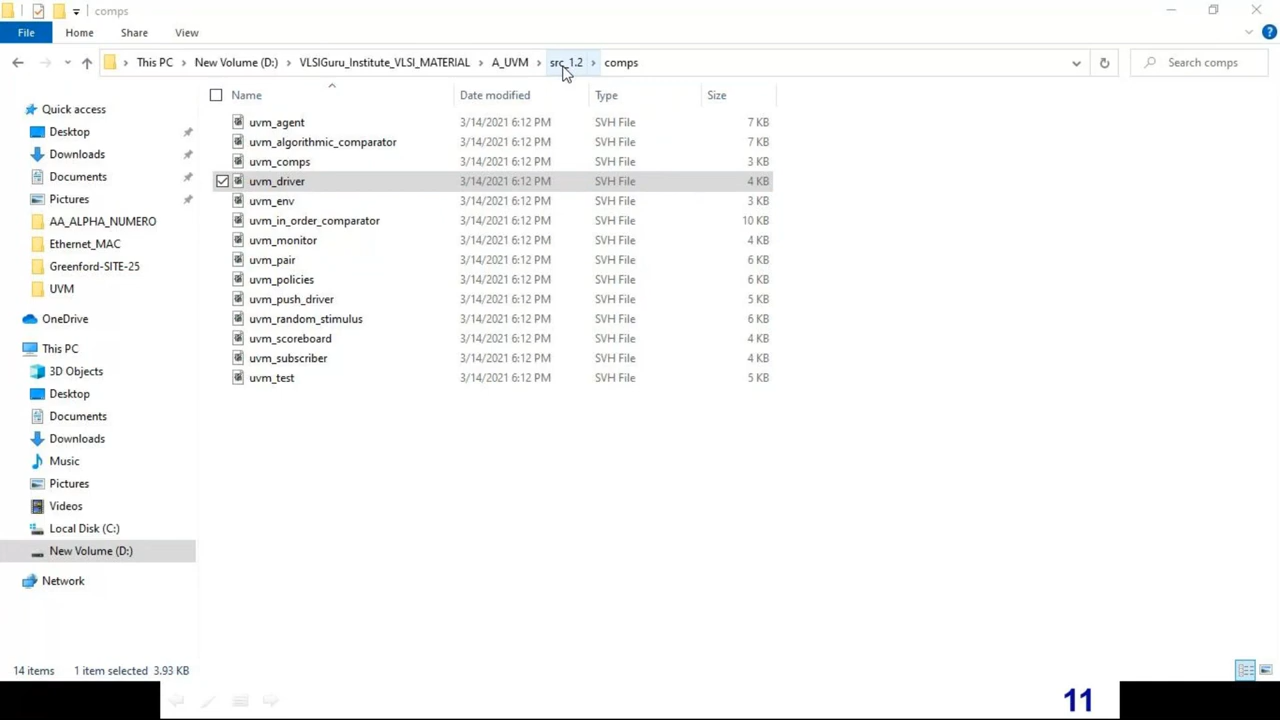 comps
File Home Share View
This PC New Volume (D:) VLSIGuru_Institute_VLSI_MATERIAL A_UVM src_1.2 comps Search comps
Name Date modified Type Size
Quick access
Desktop
Downloads
Documents
Pictures
AA_ALPHA_NUMERO
Ethernet_MAC
Greenford-SITE-25
UVM
OneDrive
This PC
3D Objects
Desktop
Documents
Downloads
Music
Pictures
Videos
Local Disk (C:)
New Volume (D:)
Network
uvm_agent 3/14/2021 6:12 PM SVH File 7 KB
uvm_algorithmic_comparator 3/14/2021 6:12 PM SVH File 7 KB
uvm_comps 3/14/2021 6:12 PM SVH File 3 KB
uvm_driver 3/14/2021 6:12 PM SVH File 4 KB
uvm_env 3/14/2021 6:12 PM SVH File 3 KB
uvm_in_order_comparator 3/14/2021 6:12 PM SVH File 10 KB
uvm_monitor 3/14/2021 6:12 PM SVH File 4 KB
uvm_pair 3/14/2021 6:12 PM SVH File 6 KB
uvm_policies 3/14/2021 6:12 PM SVH File 6 KB
uvm_push_driver 3/14/2021 6:12 PM SVH File 5 KB
uvm_random_stimulus 3/14/2021 6:12 PM SVH File 6 KB
uvm_scoreboard 3/14/2021 6:12 PM SVH File 4 KB
uvm_subscriber 3/14/2021 6:12 PM SVH File 4 KB
uvm_test 3/14/2021 6:12 PM SVH File 5 KB
14 items 1 item selected 3.93 KB
11